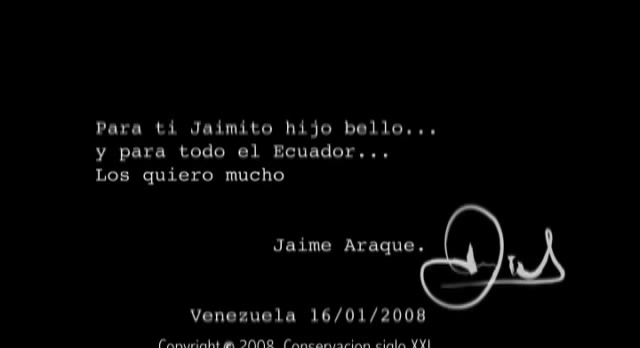 Para ti Jaimito hijo bello...
y para todo el Ecuador...
Los quiero mucho
Jaime Araque.
Venezuela 16/01/2008
Copyright © 2008. Conservacion siglo XXI